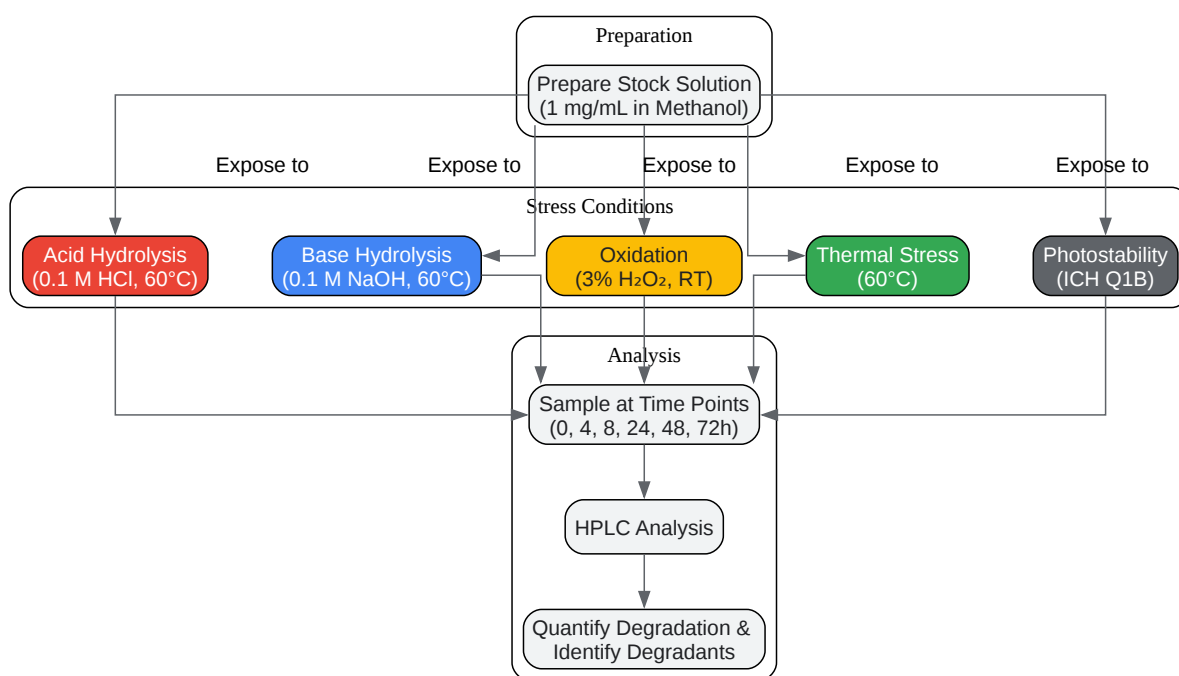 Preparation
Prepare Stock Solution
(1 mg/mL in Methanol)
Expose to
Expose to
Expose to
Expose to
Expose to
Stress Conditions
Acid Hydrolysis
(0.1 M HCl, 60°C)
Base Hydrolysis
(0.1 M NaOH, 60°C)
Oxidation
(3% H₂O₂, RT)
Thermal Stress
(60°C)
Photostability
(ICH Q1B)
Analysis
Sample at Time Points
(0, 4, 8, 24, 48, 72h)
HPLC Analysis
Quantify Degradation &
Identify Degradants